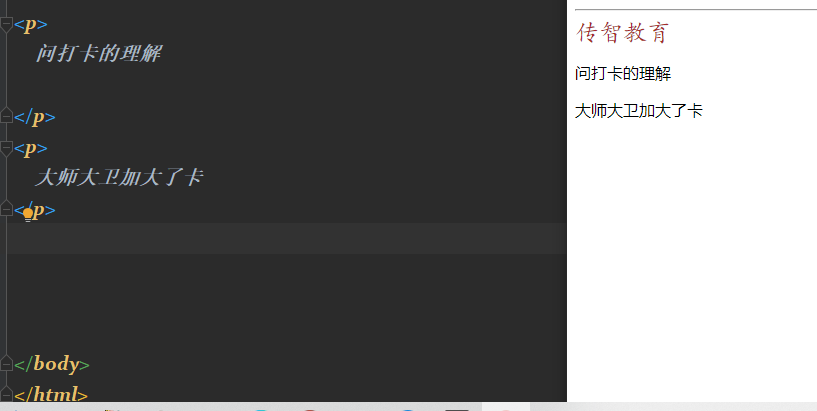 <p>
问打卡的理解
</p>
<p>
大师大卫加大了卡
</p>
</body>
</html>
传智教育
问打卡的理解
大师大卫加大了卡